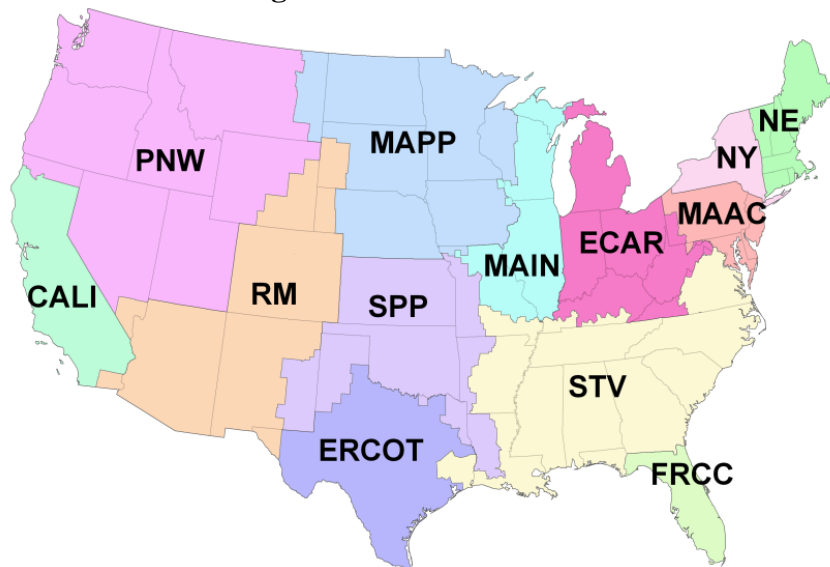 NE
MAPP
PNW
NY
MAAC
ECAR
MAIN
CALI
RM
SPP
STV
ERCOT
FRCC